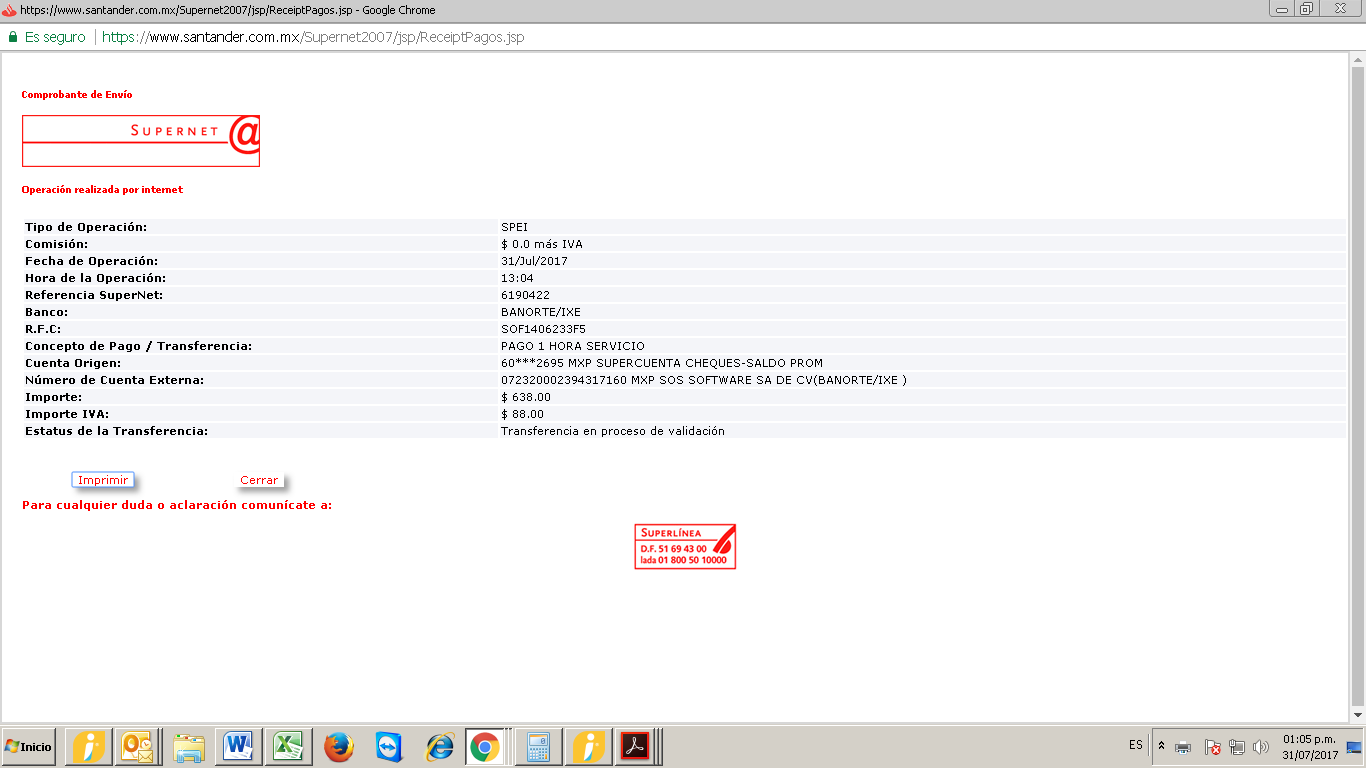 https://www.santander.com.mx/Supernet2007/jsp/ReceiptPagos.jsp - Google Chrome
Es seguro https://www.santander.com.mx/Supernet2007/jsp/ReceiptPagos.jsp
Comprobante de Envío
SUPERNET @
Operación realizada por internet
Tipo de Operación: SPEI
Comisión: $ 0.0 más IVA
Fecha de Operación: 31/Jul/2017
Hora de la Operación: 13:04
Referencia SuperNet: 6190422
Banco: BANORTE/IXE
R.F.C: SOF1406233F5
Concepto de Pago / Transferencia: PAGO 1 HORA SERVICIO
Cuenta Origen: 60***2695 MXP SUPERCUENTA CHEQUES-SALDO PROM
Número de Cuenta Externa: 072320002394317160 MXP SOS SOFTWARE SA DE CV(BANORTE/IXE )
Importe: $ 638.00
Importe IVA: $ 88.00
Estatus de la Transferencia: Transferencia en proceso de validación
Imprimir Cerrar
Para cualquier duda o aclaración comunícate a:
SUPERLÍNEA
D.F. 51 69 43 00
lada 01 800 50 10000
Inicio ES 01:05 p.m.
31/07/2017